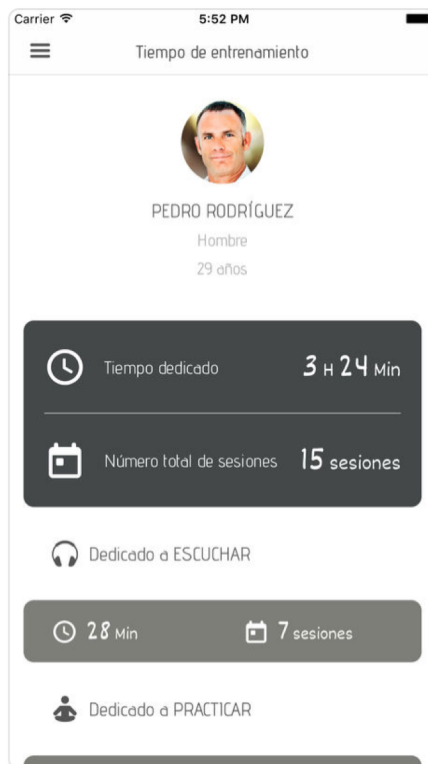 Carrier 5:52 PM
Tiempo de entrenamiento
PEDRO RODRÍGUEZ
Hombre
29 años
Tiempo dedicado 3 H 24 Min
Número total de sesiones 15 sesiones
Dedicado a ESCUCHAR
28 Min 7 sesiones
Dedicado a PRACTICAR